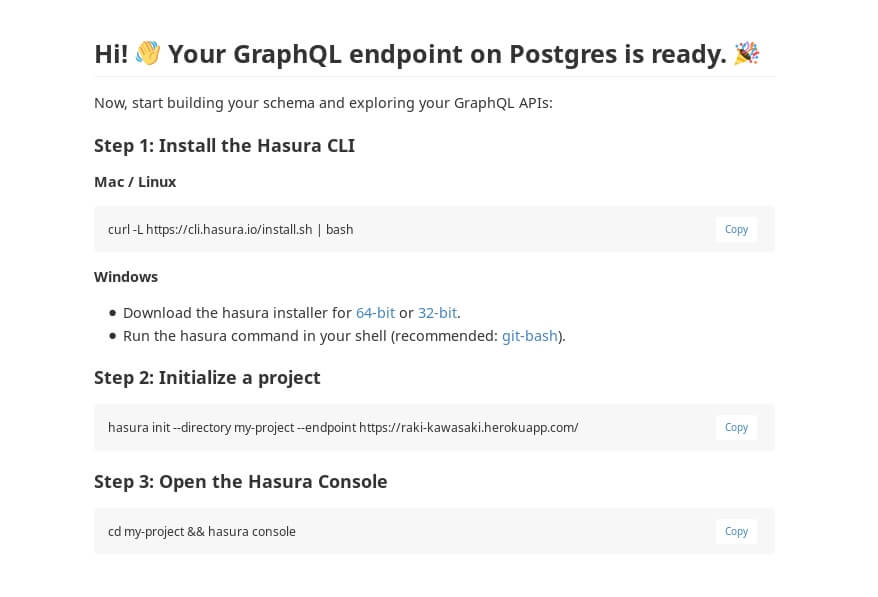 Hi! 👋 Your GraphQL endpoint on Postgres is ready. 🎉
Now, start building your schema and exploring your GraphQL APIs:
Step 1: Install the Hasura CLI
Mac / Linux
curl -L https://cli.hasura.io/install.sh | bash
Copy
Windows
● Download the hasura installer for 64-bit or 32-bit.
● Run the hasura command in your shell (recommended: git-bash).
Step 2: Initialize a project
hasura init --directory my-project --endpoint https://raki-kawasaki.herokuapp.com/
Copy
Step 3: Open the Hasura Console
cd my-project && hasura console
Copy